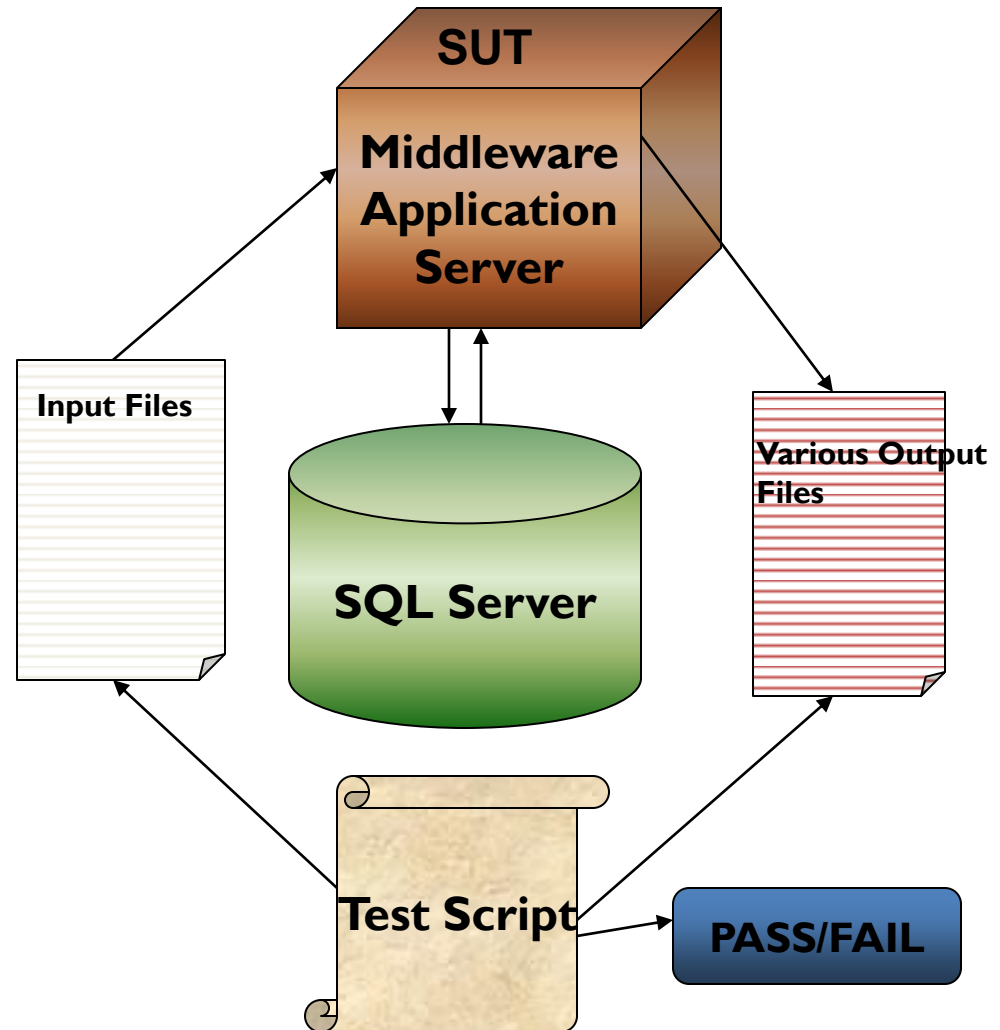 SUT
Middleware
Application
Server
Input Files
Various Output
Files
SQL Server
Test Script
PASS/FAIL